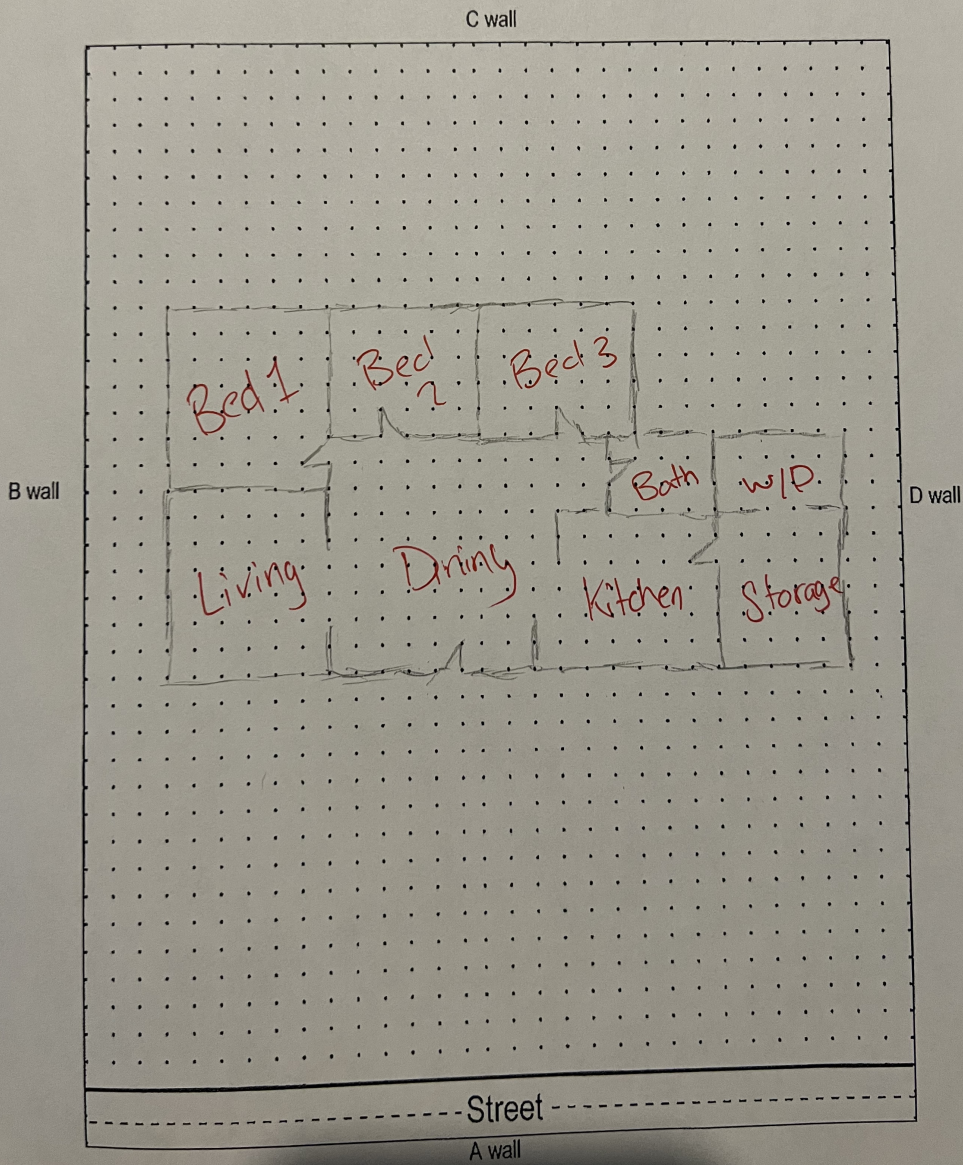 C wall
Bed 1
Bed
2
Bed 3
B wall
Bath
W/D
D wall
Living
Dining
Kitchen
Storage
Street
A wall